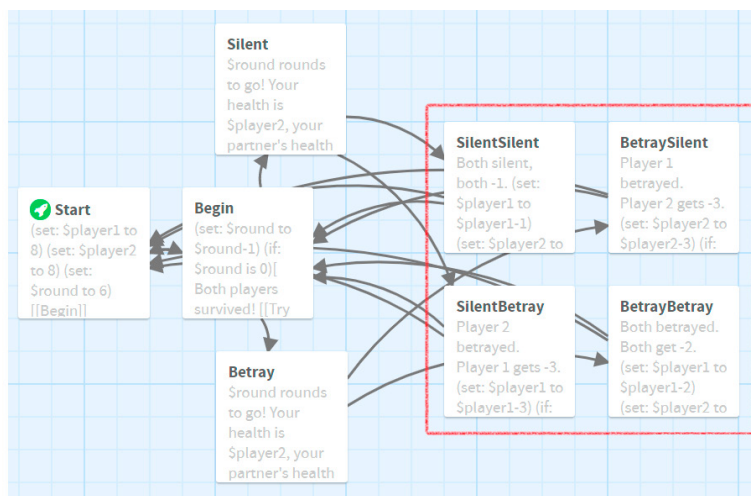 Silent
$round rounds
to go! Your
health is
$player2, your
partner's health
SilentSilent
Both silent,
both -1. (set:
$player1 to
$player1-1)
(set: $player2 to
BetraySilent
Player 1
betrayed.
Player 2 gets -3.
(set: $player2 to
$player2-3) (if:
Start
(set: $player1 to
8) (set: $player2
to 8) (set:
$round to 6)
[[Begin]]
Begin
(set: $round to
$round-1) (if:
$round is 0)[
Both players
survived! [[Try
SilentBetray
Player 2
betrayed.
Player 1 gets -3.
(set: $player1 to
$player1-3) (if:
BetrayBetray
Both betrayed.
Both get -2.
(set: $player1 to
$player1-2)
(set: $player2 to
Betray
$round rounds
to go! Your
health is
$player2, your
partner's health